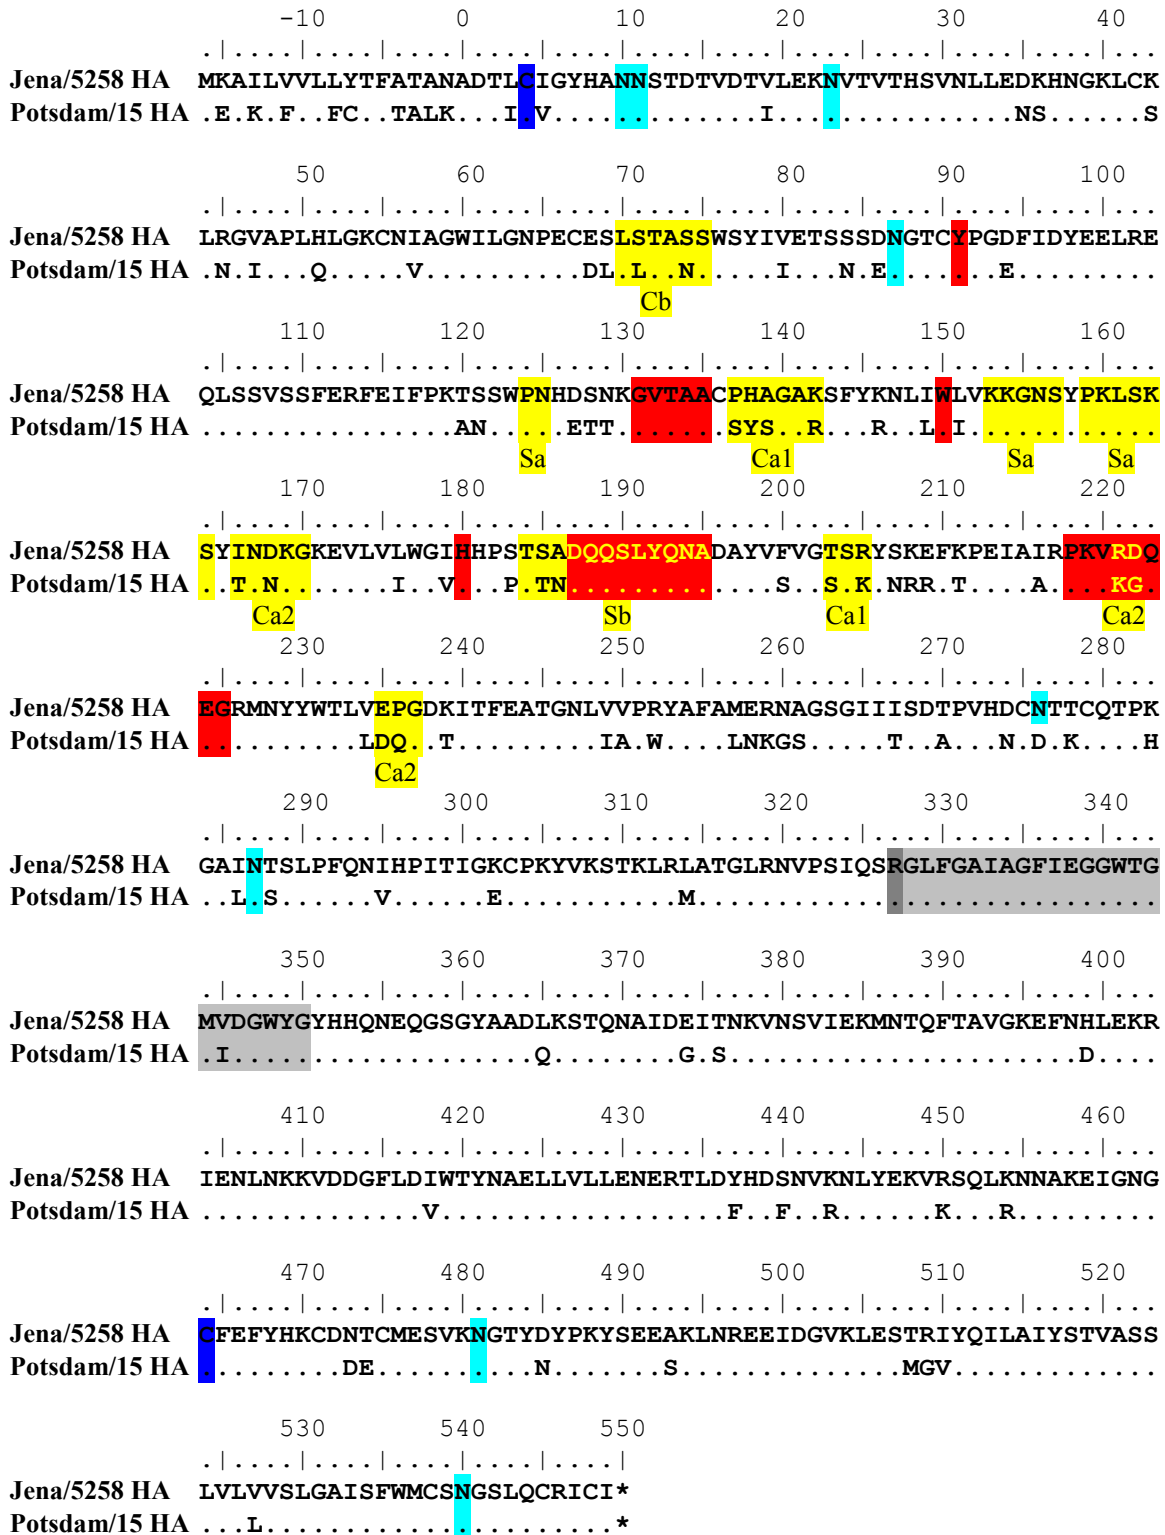 -10 0 10 20 30 40
.|....|....|....|....|....|....|....|....|....|....|....|...
Jena/5258 HA MKAILVVLLYTFATANADTLCIGYHANNSTDTVDTVLEKNVTVTHSVNLLEDKHNGKLCK
Potsdam/15 HA .E.K.F..FC..TALK...I.V.............I...............NS......S
50 60 70 80 90 100
.|....|....|....|....|....|....|....|....|....|....|....|...
Jena/5258 HA LRGVAPLHLGKCNIAGWILGNPECESLSTASSWSYIVETSSSDNGTCYPGDFIDYEELRE
Potsdam/15 HA .N.I...Q.....V..........DL.L..N.....I...N.E.......E.........
Cb
110 120 130 140 150 160
.|....|....|....|....|....|....|....|....|....|....|....|...
Jena/5258 HA QLSSVSSFERFEIFPKTSSWPNHDSNKGVTAACPHAGAKSFYKNLIWLVKKGNSYPKLSK
Potsdam/15 HA ................AN.....ETT.......SYS..R...R..L.I............
Sa Ca1 Sa Sa
170 180 190 200 210 220
.|....|....|....|....|....|....|....|....|....|....|....|...
Jena/5258 HA SYINDKGKEVLVLWGIHHPSTSADQQSLYQNADAYVFVGTSRYSKEFKPEIAIRPKVRDQ
Potsdam/15 HA ..T.N.......I..V...P.TN.............S..S.K.NRR.T....A....KG.
Ca2 Sb Ca1 Ca2
230 240 250 260 270 280
.|....|....|....|....|....|....|....|....|....|....|....|...
Jena/5258 HA EGRMNYYWTLVEPGDKITFEATGNLVVPRYAFAMERNAGSGIIISDTPVHDCNTTCQTPK
Potsdam/15 HA ..........LDQ..T.........IA.W....LNKGS.....T..A...N.D.K....H
Ca2
290 300 310 320 330 340
.|....|....|....|....|....|....|....|....|....|....|....|...
Jena/5258 HA GAINTSLPFQNIHPITIGKCPKYVKSTKLRLATGLRNVPSIQSRGLFGAIAGFIEGGWTG
Potsdam/15 HA ..L.S......V......E...........M.............................
350 360 370 380 390 400
.|....|....|....|....|....|....|....|....|....|....|....|...
Jena/5258 HA MVDGWYGYHHQNEQGSGYAADLKSTQNAIDEITNKVNSVIEKMNTQFTAVGKEFNHLEKR
Potsdam/15 HA .I...................Q........G.S......................D....
410 420 430 440 450 460
.|....|....|....|....|....|....|....|....|....|....|....|...
Jena/5258 HA IENLNKKVDDGFLDIWTYNAELLVLLENERTLDYHDSNVKNLYEKVRSQLKNNAKEIGNG
Potsdam/15 HA ..............V..................F..F..R......K...R.........
470 480 490 500 510 520
.|....|....|....|....|....|....|....|....|....|....|....|...
Jena/5258 HA CFEFYHKCDNTCMESVKNGTYDYPKYSEEAKLNREEIDGVKLESTRIYQILAIYSTVASS
Potsdam/15 HA .........DE..........N.......S..............MGV.............
530 540 550
.|....|....|....|....|....|
Jena/5258 HA LVLVVSLGAISFWMCSNGSLQCRICI*
Potsdam/15 HA ...L......................*